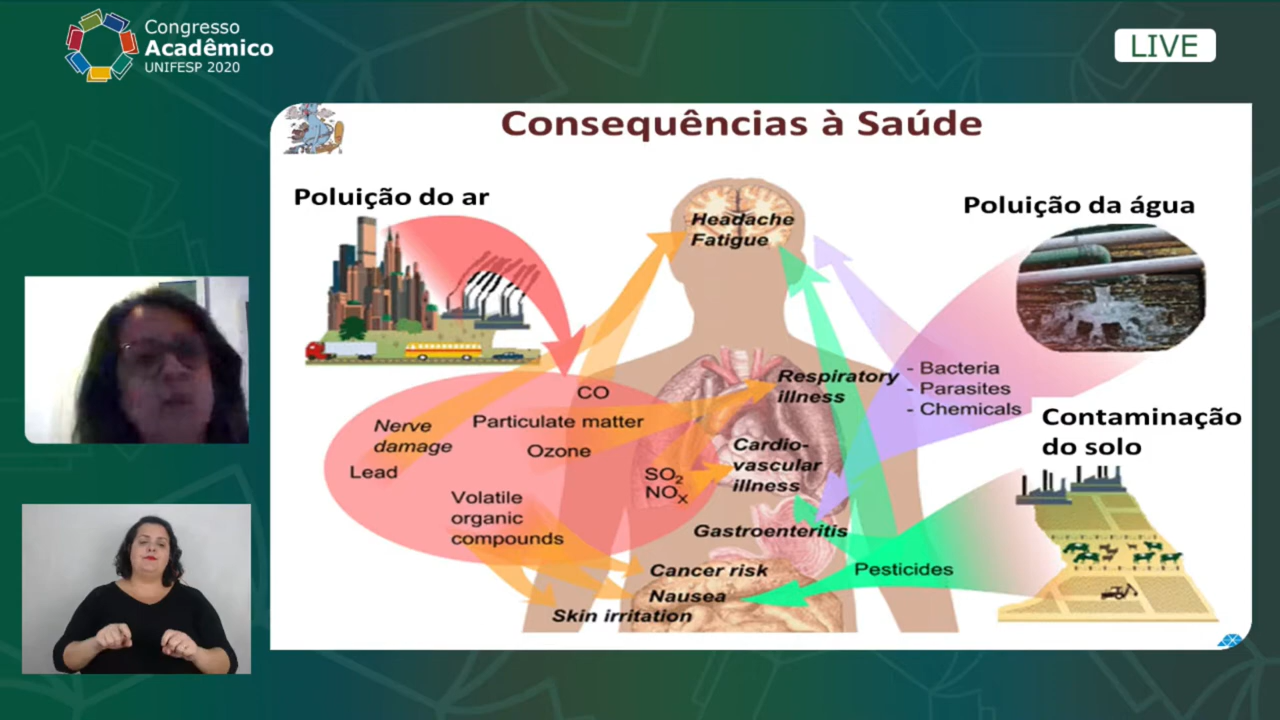 Congresso
Acadêmico
UNIFESP 2020
LIVE
Consequências à Saúde
Poluição do ar
Headache
Fatigue
Poluição da água
CO
Particulate matter
Ozone
Nerve
damage
Lead
SO2
NOX
Volatile
organic
compounds
Respiratory
illness
Cardio-
vascular
illness
Gastroenteritis
Cancer risk
Nausea
Skin irritation
- Bacteria
- Parasites
- Chemicals
Contaminação
do solo
Pesticides